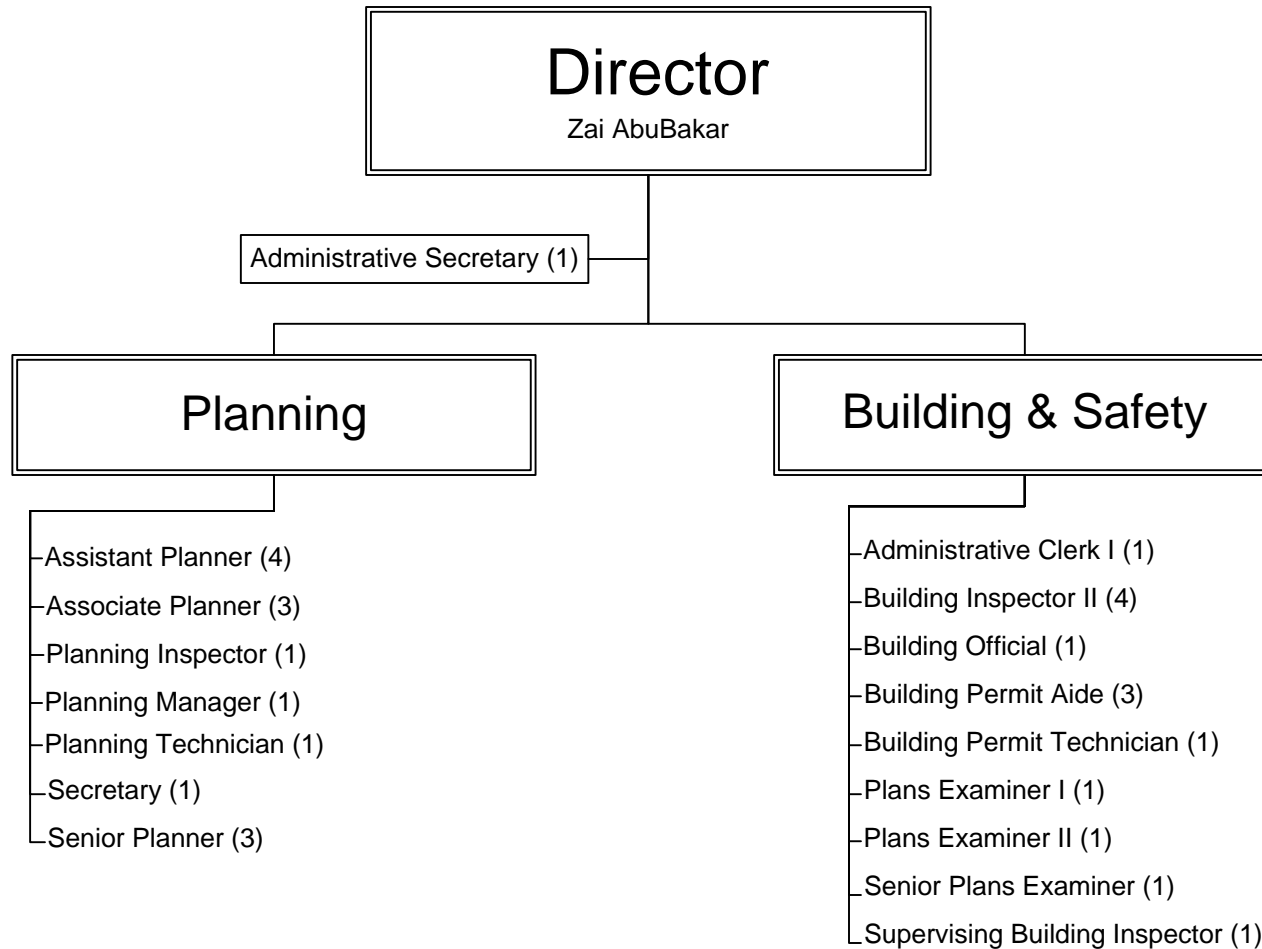 Director
Zai AbuBakar
Administrative Secretary (1)
Planning
Assistant Planner (4)
Associate Planner (3)
Planning Inspector (1)
Planning Manager (1)
Planning Technician (1)
Secretary (1)
Senior Planner (3)
Building & Safety
Administrative Clerk I (1)
Building Inspector II (4)
Building Official (1)
Building Permit Aide (3)
Building Permit Technician (1)
Plans Examiner I (1)
Plans Examiner II (1)
Senior Plans Examiner (1)
Supervising Building Inspector (1)